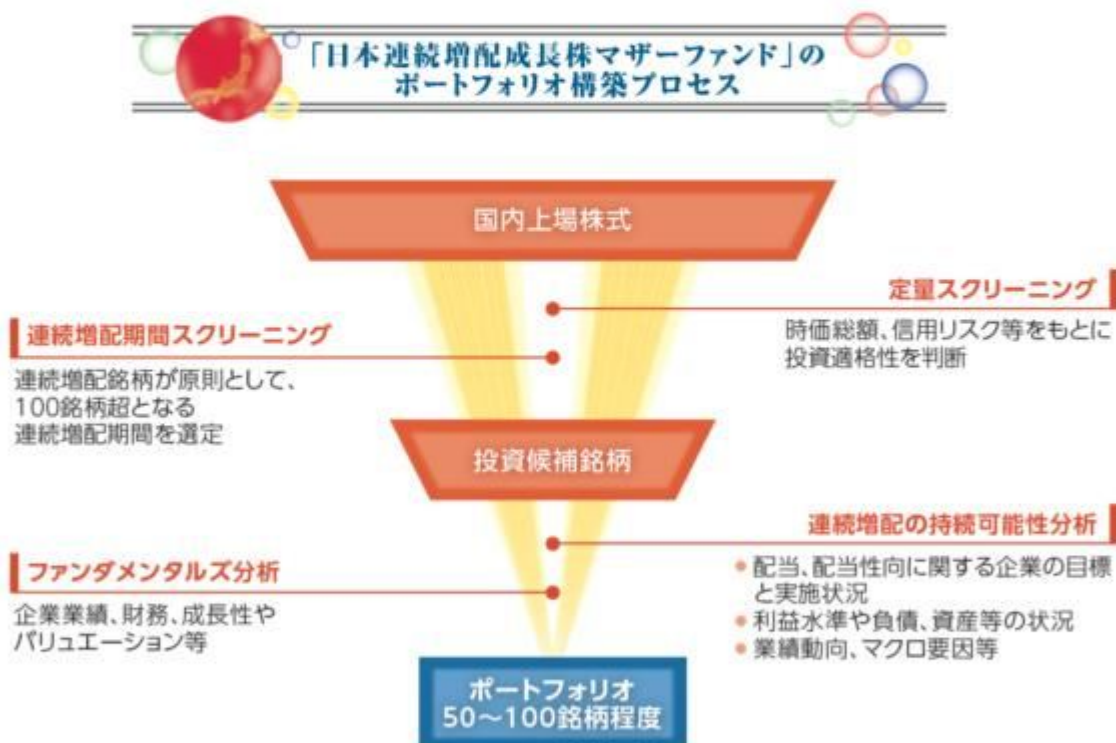 「日本連続増配成長株マザーファンド」の
ポートフォリオ構築プロセス
国内上場株式
定量スクリーニング
時価総額、信用リスク等をもとに
投資適格性を判断
連続増配期間スクリーニング
連続増配銘柄が原則として、
100銘柄超となる
連続増配期間を選定
投資候補銘柄
連続増配の持続可能性分析
● 配当、配当性向に関する企業の目標
と実施状況
● 利益水準や負債、資産等の状況
● 業績動向、マクロ要因等
ファンダメンタルズ分析
企業業績、財務、成長性や
バリュエーション等
ポートフォリオ
50～100銘柄程度